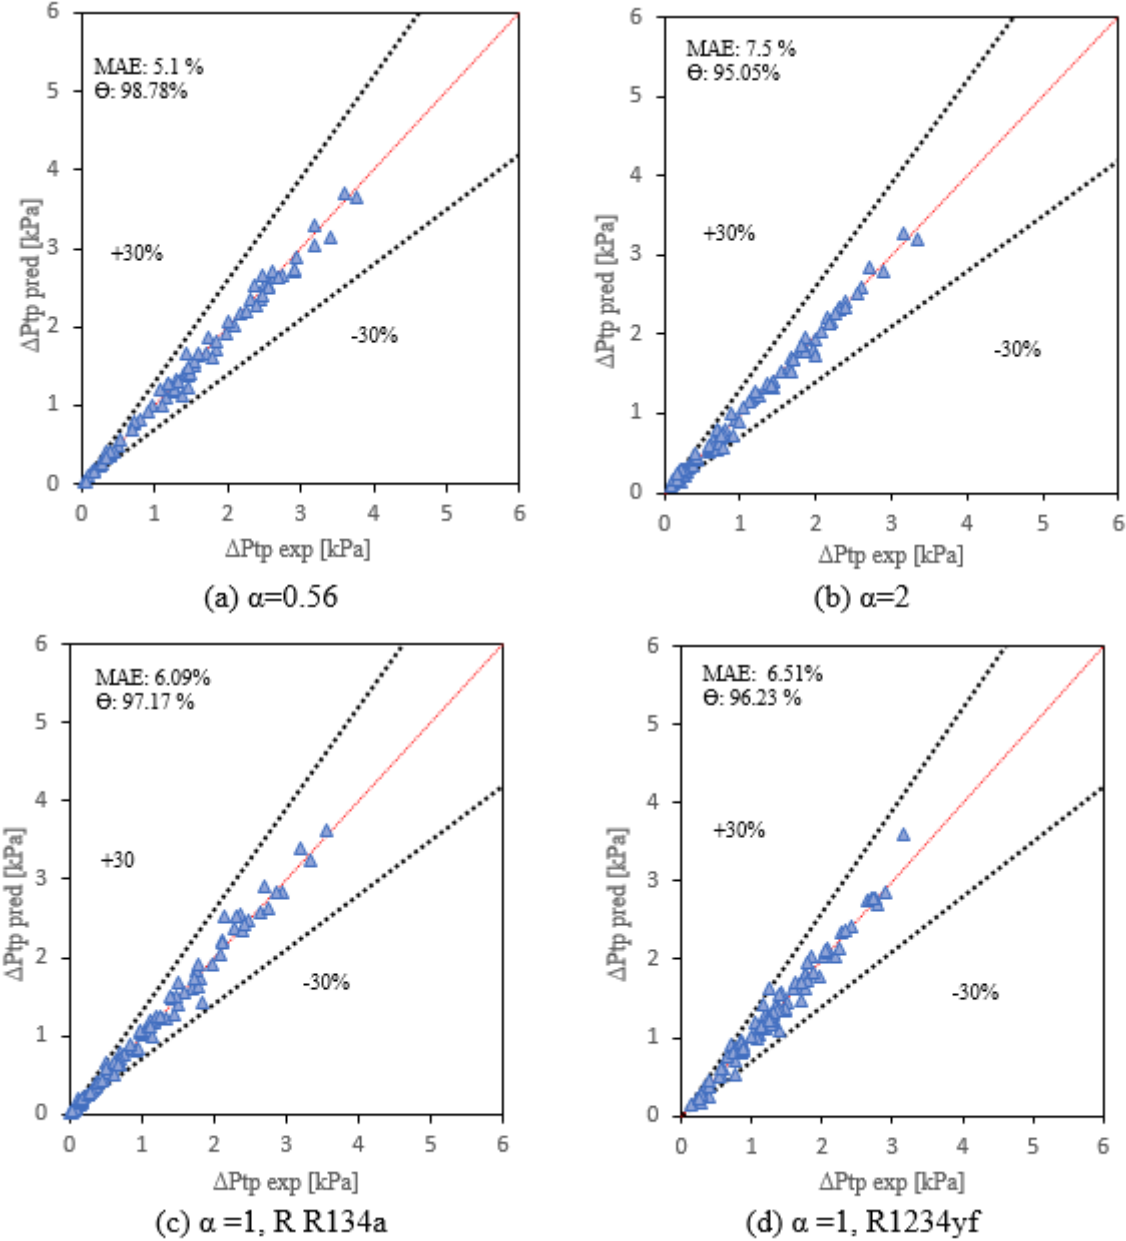 6
5
4
3
2
1
0
0 1 2 3 4 5 6
ΔPtp pred [kPa]
MAE: 5.1 %
Ө: 98.78%
+30%
-30%
ΔPtp exp [kPa]
(a) α=0.56
6
5
4
3
2
1
0
0 1 2 3 4 5 6
ΔPtp pred [kPa]
MAE: 7.5 %
Ө: 95.05%
+30%
-30%
ΔPtp exp [kPa]
(b) α=2
6
5
4
3
2
1
0
0 1 2 3 4 5 6
ΔPtp pred [kPa]
MAE: 6.09%
Ө: 97.17 %
+30
-30%
ΔPtp exp [kPa]
(c) α =1, R R134a
6
5
4
3
2
1
0
0 1 2 3 4 5 6
ΔPtp pred [kPa]
MAE: 6.51%
Ө: 96.23 %
+30%
-30%
ΔPtp exp [kPa]
(d) α =1, R1234yf